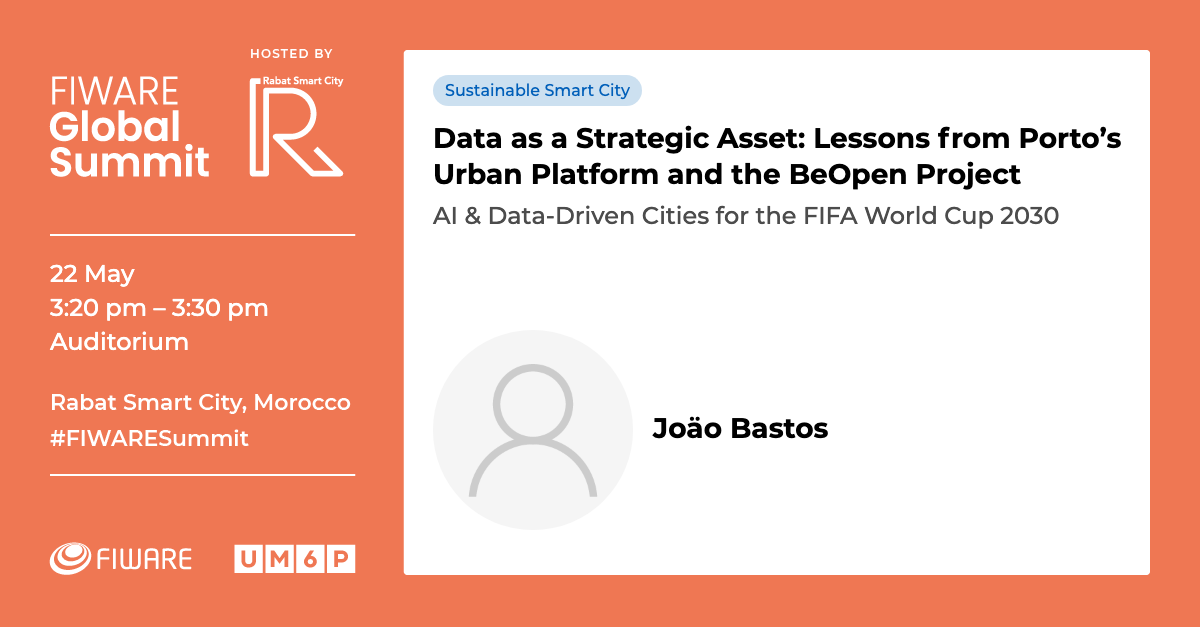 HOSTED BY
FIWARE
Global
Summit
Rabat Smart City
R
22 May
3:20 pm – 3:30 pm
Auditorium
Rabat Smart City, Morocco
#FIWARESummit
FIWARE
UM6P
Sustainable Smart City
Data as a Strategic Asset: Lessons from Porto’s
Urban Platform and the BeOpen Project
AI & Data-Driven Cities for the FIFA World Cup 2030
Joäo Bastos